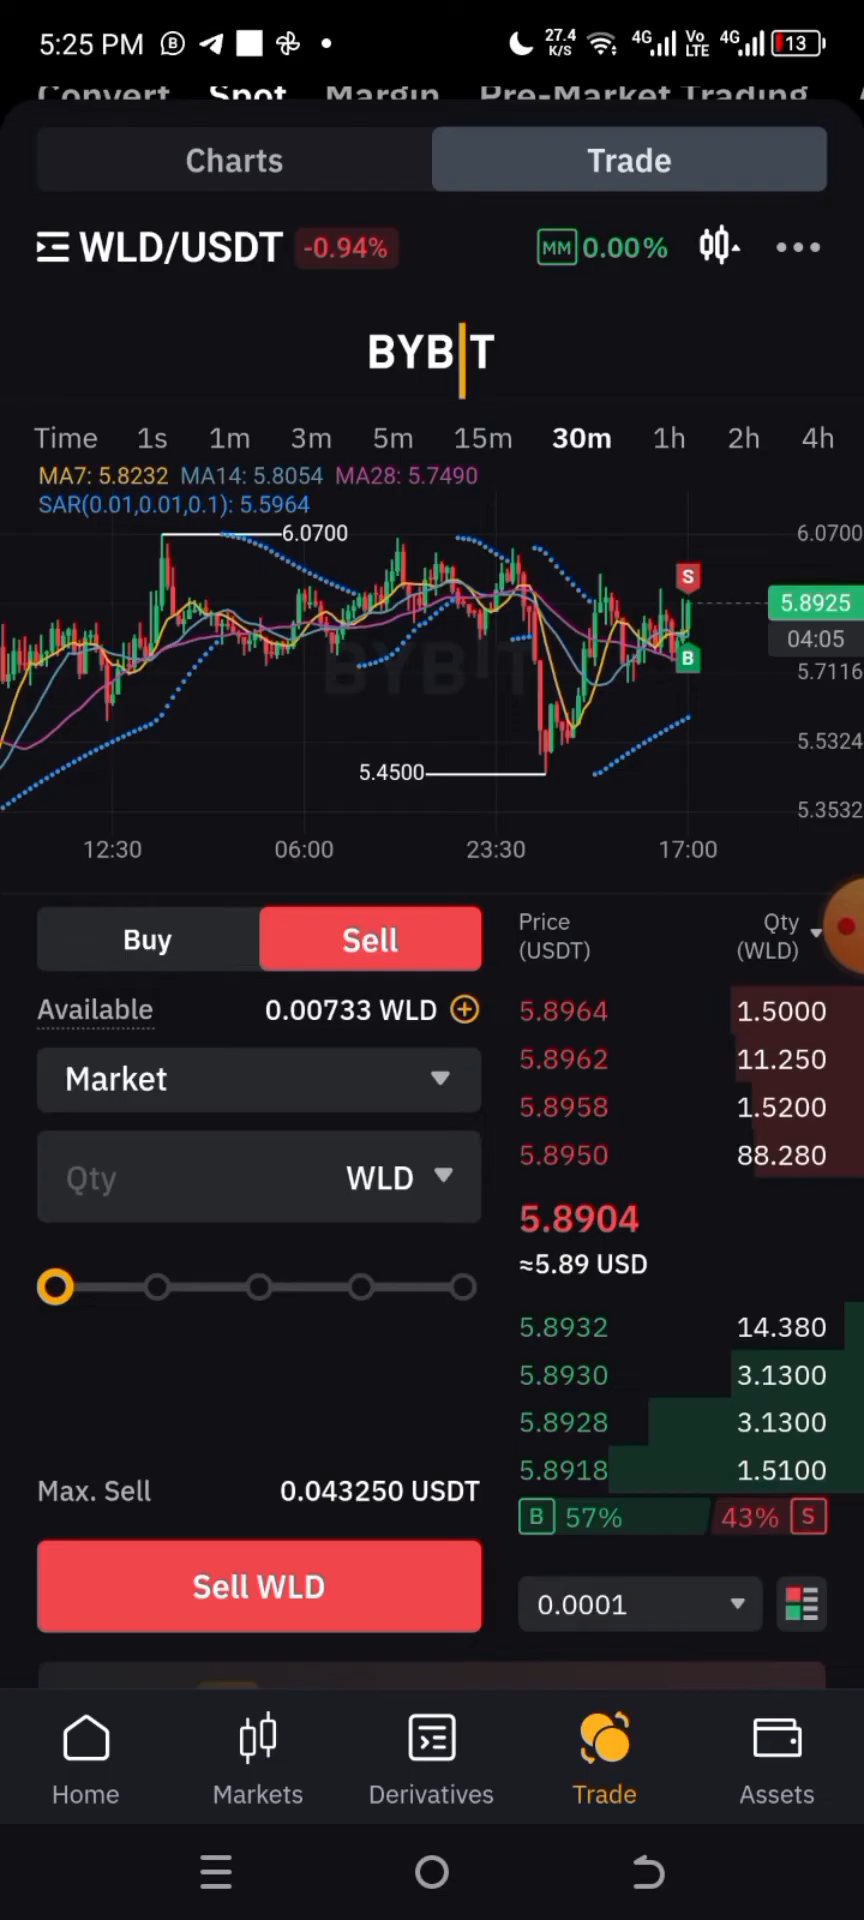 5:25 PM 27.4 K/S 4G Vo LTE 4G 13
Convert Spot Margin Pre-Market Trading
Charts Trade
WLD/USDT -0.94% MM 0.00%
BYBIT
Time 1s 1m 3m 5m 15m 30m 1h 2h 4h
MA7: 5.8232 MA14: 5.8054 MA28: 5.7490
SAR(0.01,0.01,0.1): 5.5964
6.0700 6.0700
S
5.8925
04:05
B
BYBIT
5.7116
5.5324
5.4500
5.3532
12:30 06:00 23:30 17:00
Buy Sell
Price (USDT) Qty (WLD)
Available 0.00733 WLD
Market
Qty WLD
5.8964 1.5000
5.8962 11.250
5.8958 1.5200
5.8950 88.280
5.8904
≈5.89 USD
5.8932 14.380
5.8930 3.1300
5.8928 3.1300
5.8918 1.5100
Max. Sell 0.043250 USDT
B 57% 43% S
Sell WLD
0.0001
Home Markets Derivatives Trade Assets